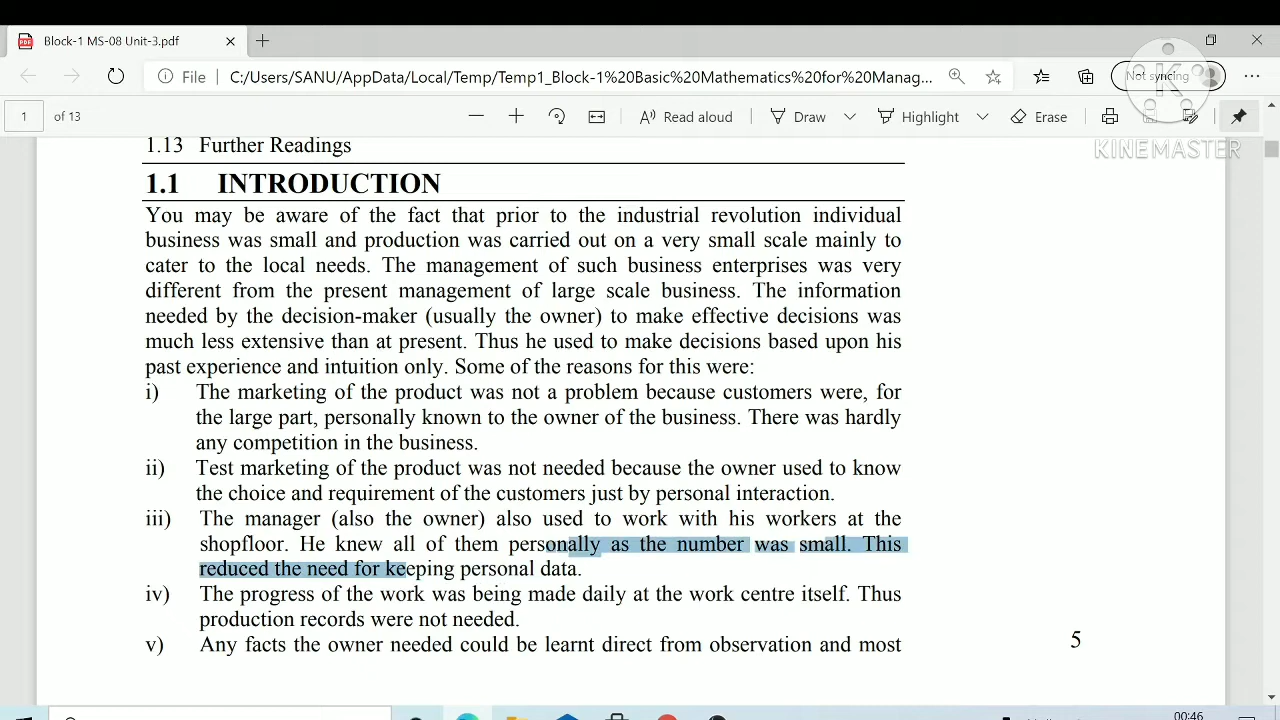 Block-1 MS-08 Unit-3.pdf
File C:/Users/SANU/AppData/Local/Temp/Temp1_Block-1%20Basic%20Mathematics%20for%20Manag...
Not syncing
1 of 13
Read aloud Draw Highlight Erase
KINEMASTER
1.13 Further Readings
1.1 INTRODUCTION
You may be aware of the fact that prior to the industrial revolution individual
business was small and production was carried out on a very small scale mainly to
cater to the local needs. The management of such business enterprises was very
different from the present management of large scale business. The information
needed by the decision-maker (usually the owner) to make effective decisions was
much less extensive than at present. Thus he used to make decisions based upon his
past experience and intuition only. Some of the reasons for this were:
i) The marketing of the product was not a problem because customers were, for
the large part, personally known to the owner of the business. There was hardly
any competition in the business.
ii) Test marketing of the product was not needed because the owner used to know
the choice and requirement of the customers just by personal interaction.
iii) The manager (also the owner) also used to work with his workers at the
shopfloor. He knew all of them personally as the number was small. This
reduced the need for keeping personal data.
iv) The progress of the work was being made daily at the work centre itself. Thus
production records were not needed.
v) Any facts the owner needed could be learnt direct from observation and most
5
00:46